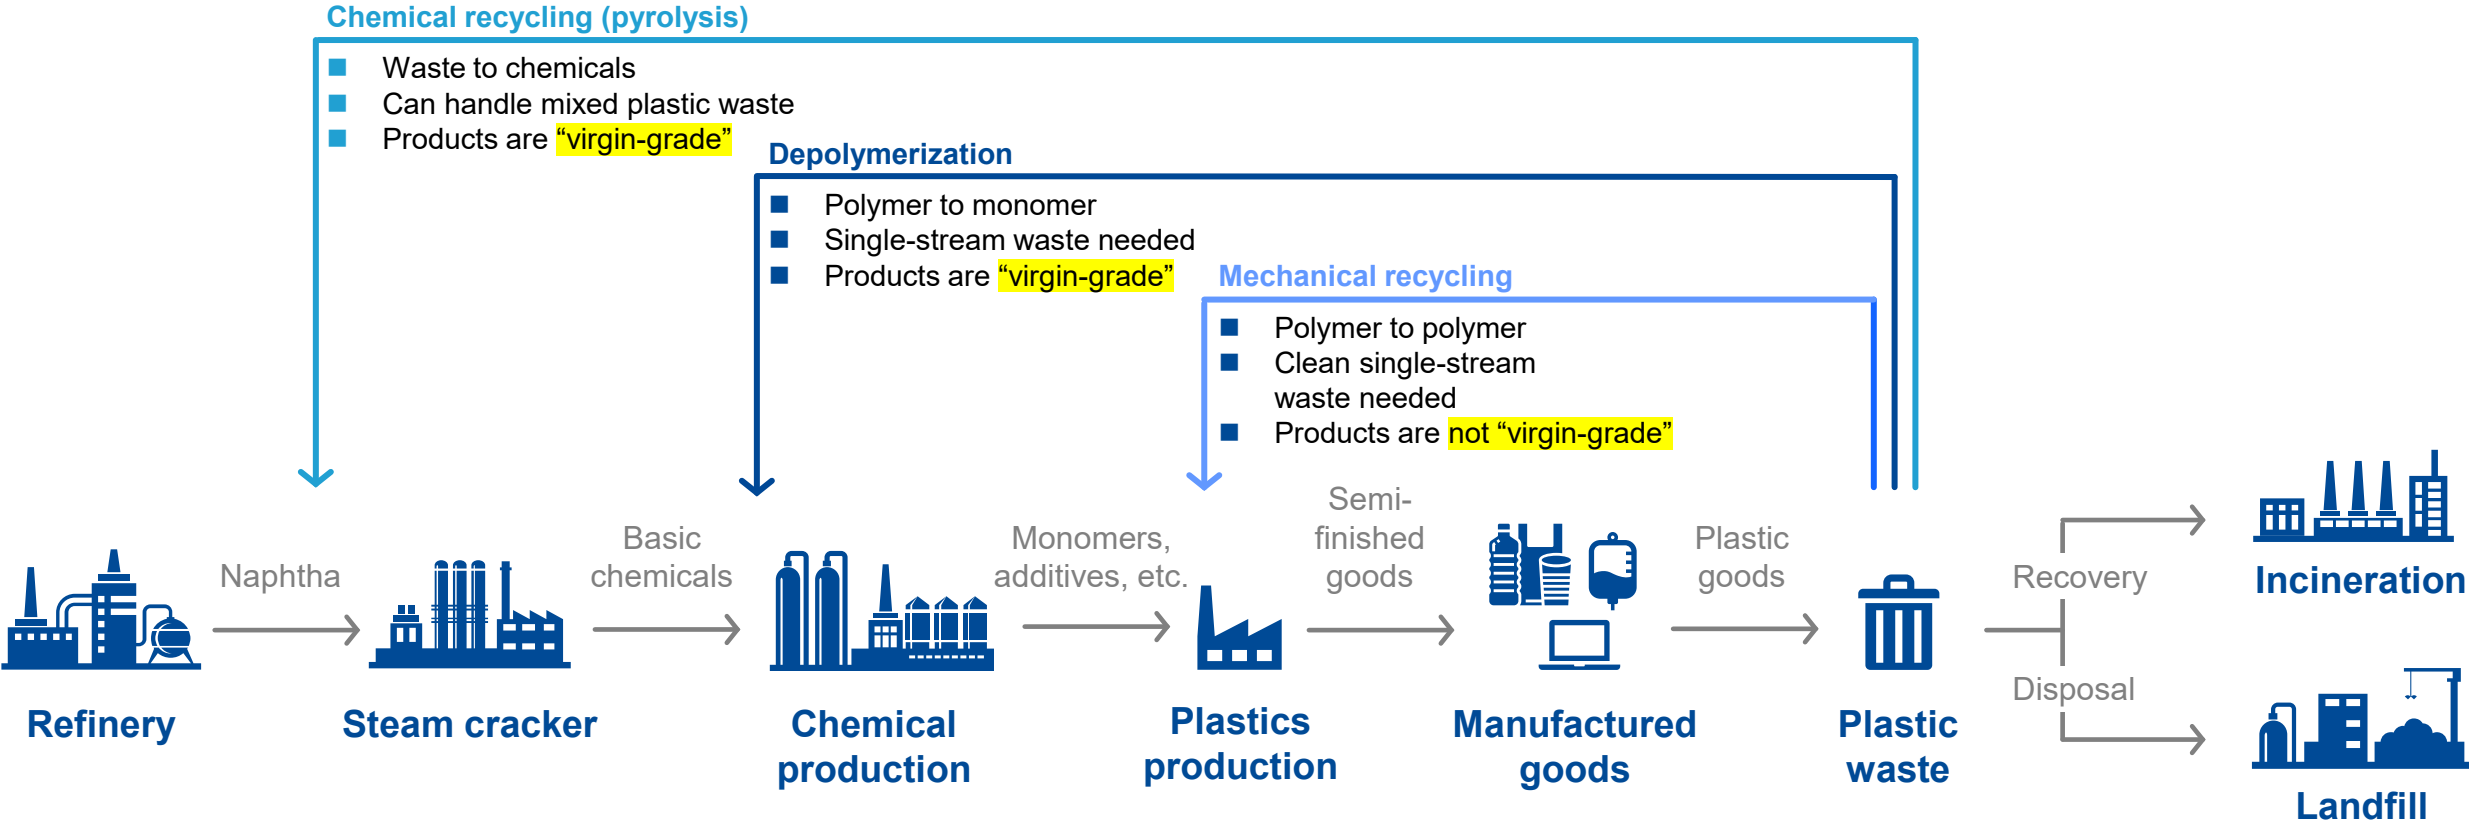 Chemical recycling (pyrolysis)
Waste to chemicals
Can handle mixed plastic waste
Products are “virgin-grade”
Depolymerization
Polymer to monomer
Single-stream waste needed
Products are “virgin-grade”
Mechanical recycling
Polymer to polymer
Clean single-stream
waste needed
Products are not “virgin-grade”
Naphtha
Basic
chemicals
Monomers,
additives, etc.
Semi-
finished
goods
Plastic
goods
Recovery
Disposal
Refinery
Steam cracker
Chemical
production
Plastics
production
Manufactured
goods
Plastic
waste
Incineration
Landfill